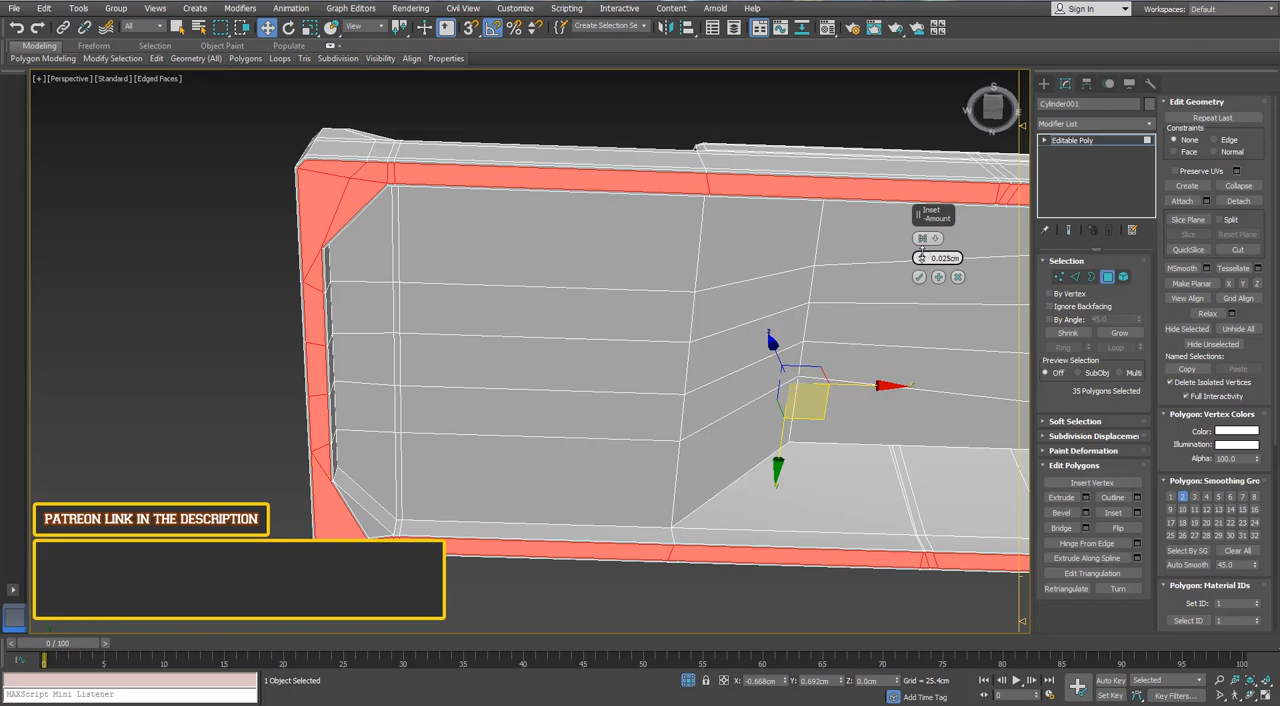 File Edit Tools Group Views Create Modifiers Animation Graph Editors Rendering Civil View Customize Scripting Interactive Content Arnold Help Sign In Workspaces: Default
All View Create Selection Se
Modeling Freeform Selection Object Paint Populate
Polygon Modeling Modify Selection Edit Geometry (All) Polygons Loops Tris Subdivision Visibility Align Properties
[+] [Perspective] [Standard] [Edged Faces]
Inset
-Amount
0.025cm
PATREON LINK IN THE DESCRIPTION
Cylinder001
Modifier List
Editable Poly
Selection
By Vertex
Ignore Backfacing
By Angle: 45.0
Shrink Grow
Ring Loop
Preview Selection
Off SubObj Multi
35 Polygons Selected
Soft Selection
Subdivision Displacemen
Paint Deformation
Edit Polygons
Insert Vertex
Extrude Outline
Bevel Inset
Bridge Flip
Hinge From Edge
Extrude Along Spline
Edit Triangulation
Retriangulate Turn
Edit Geometry
Repeat Last
Constraints
None Edge
Face Normal
Preserve UVs
Create Collapse
Attach Detach
Slice Plane Split
Slice Reset Plane
QuickSlice Cut
MSmooth Tessellate
Make Planar X Y Z
View Align Grid Align
Relax
Hide Selected Unhide All
Hide Unselected
Named Selections:
Copy Paste
Delete Isolated Vertices
Full Interactivity
Polygon: Vertex Colors
Color:
Illumination:
Alpha: 100.0
Polygon: Smoothing Gro
1 2 3 4 5 6 7 8
9 10 11 12 13 14 15 16
17 18 19 20 21 22 23 24
25 26 27 28 29 30 31 32
Select By SG Clear All
Auto Smooth 45.0
Polygon: Material IDs
Set ID: 1
Select ID 1
0 / 100
0 5 10 15 20 25 30 35 40 45 50 55 60 65 70 75 80 85 90 95 100
1 Object Selected
MAXScript Mini Listener
X: -0.668cm Y: 0.692cm Z: 0.0cm Grid = 25.4cm
Add Time Tag
0
Auto Key Selected
Set Key Key Filters...